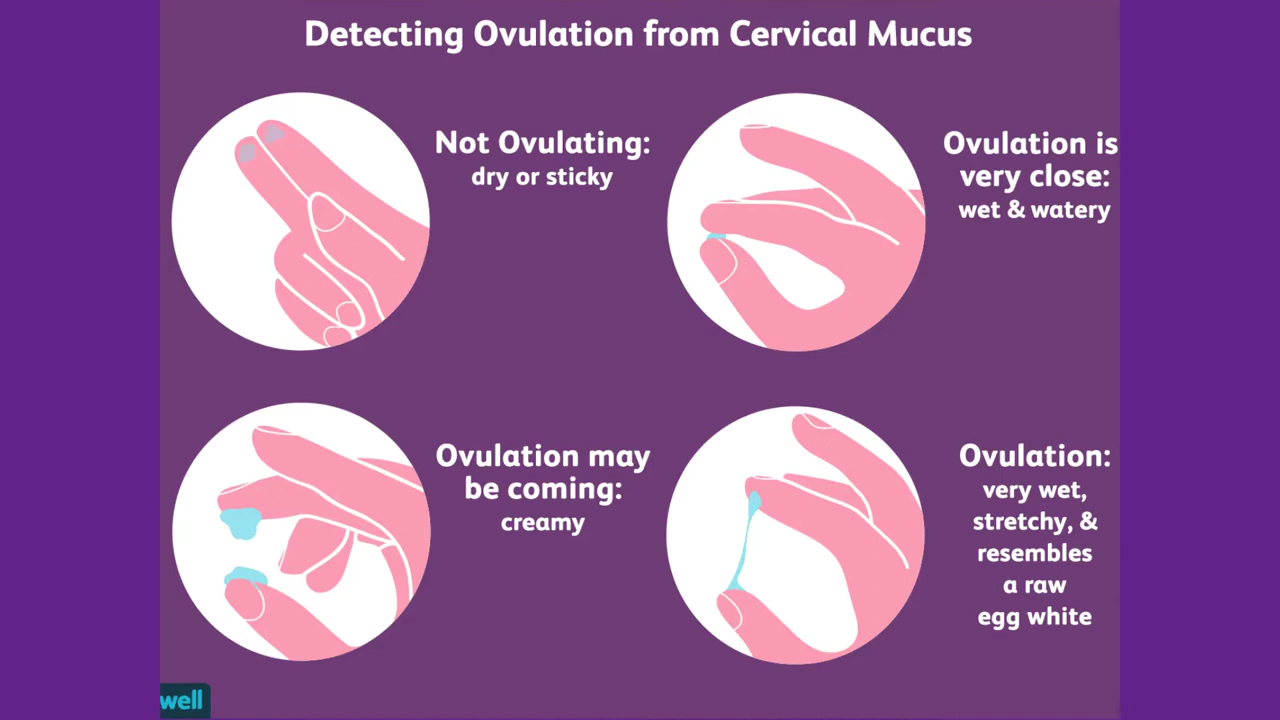 Detecting Ovulation from Cervical Mucus
Not Ovulating:
dry or sticky
Ovulation is
very close:
wet & watery
Ovulation may
be coming:
creamy
Ovulation:
very wet,
stretchy, &
resembles
a raw
egg white
well